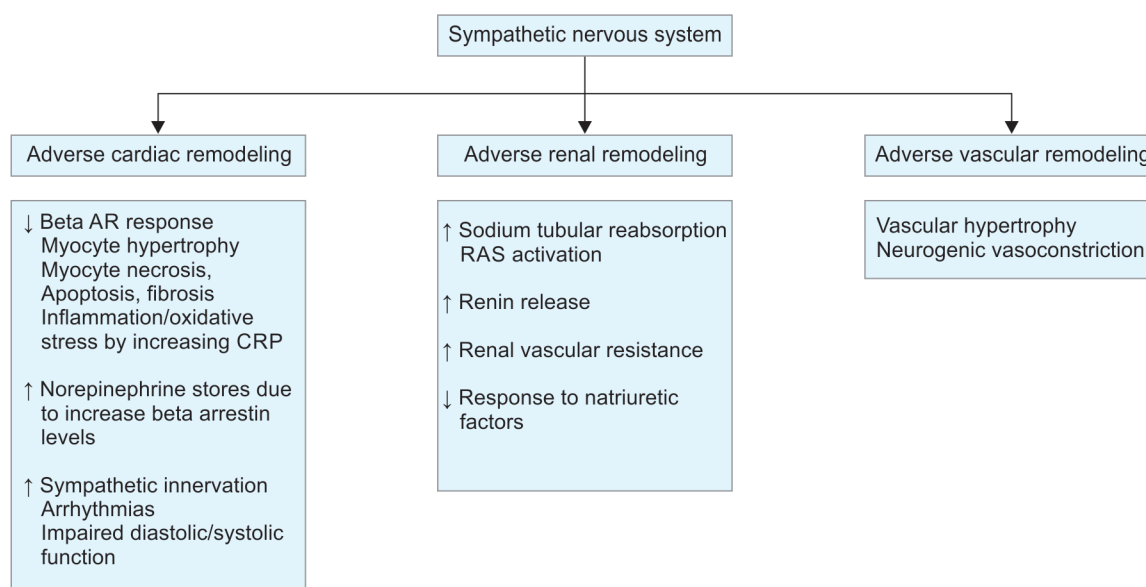 Sympathetic nervous system
Adverse cardiac remodeling
Adverse renal remodeling
Adverse vascular remodeling
↓ Beta AR response
Myocyte hypertrophy
Myocyte necrosis,
Apoptosis, fibrosis
Inflammation/oxidative
stress by increasing CRP
↑ Norepinephrine stores due
to increase beta arrestin
levels
↑ Sympathetic innervation
Arrhythmias
Impaired diastolic/systolic
function
↑ Sodium tubular reabsorption
RAS activation
↑ Renin release
↑ Renal vascular resistance
↓ Response to natriuretic
factors
Vascular hypertrophy
Neurogenic vasoconstriction